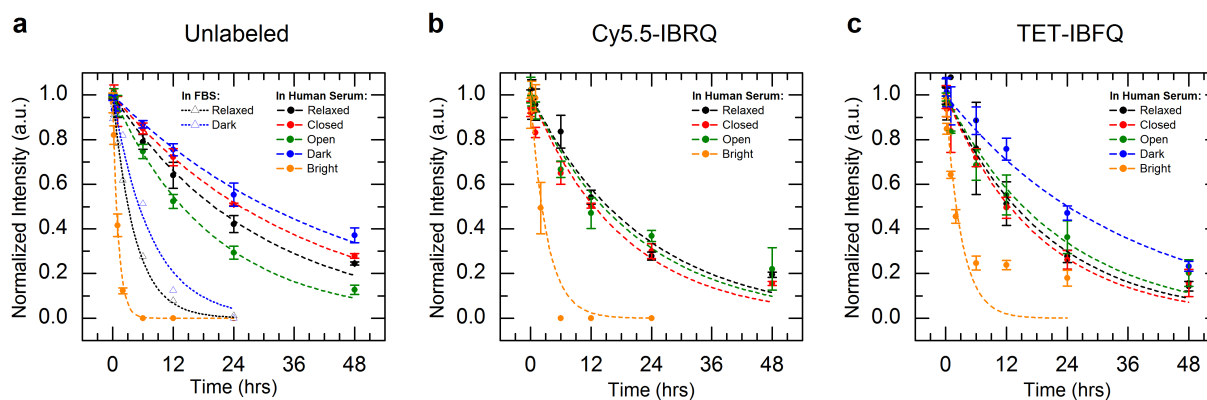 a
Unlabeled
Normalized Intensity (a.u.)
1.0
0.8
0.6
0.4
0.2
0.0
In FBS:
Relaxed
Dark
In Human Serum:
Relaxed
Closed
Open
Dark
Bright
0 12 24 36 48
Time (hrs)
b
Cy5.5-IBRQ
Normalized Intensity (a.u.)
1.0
0.8
0.6
0.4
0.2
0.0
In Human Serum:
Relaxed
Closed
Open
Bright
0 12 24 36 48
Time (hrs)
c
TET-IBFQ
Normalized Intensity (a.u.)
1.0
0.8
0.6
0.4
0.2
0.0
In Human Serum:
Relaxed
Closed
Open
Dark
Bright
0 12 24 36 48
Time (hrs)